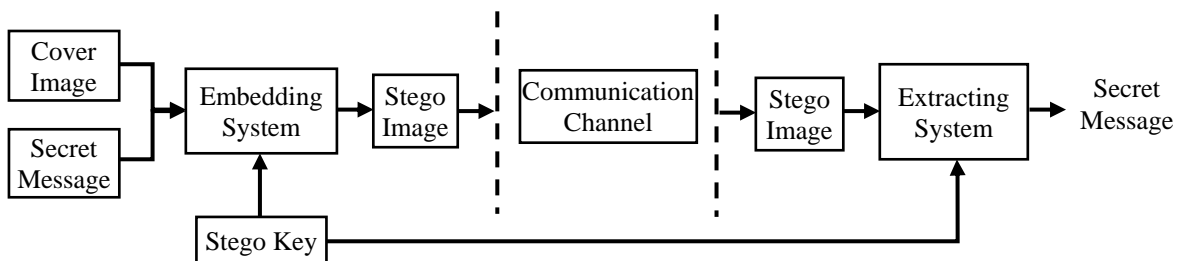 Cover
Image
Secret
Message
Embedding
System
Stego
Image
Communication
Channel
Stego
Image
Extracting
System
Secret
Message
Stego Key